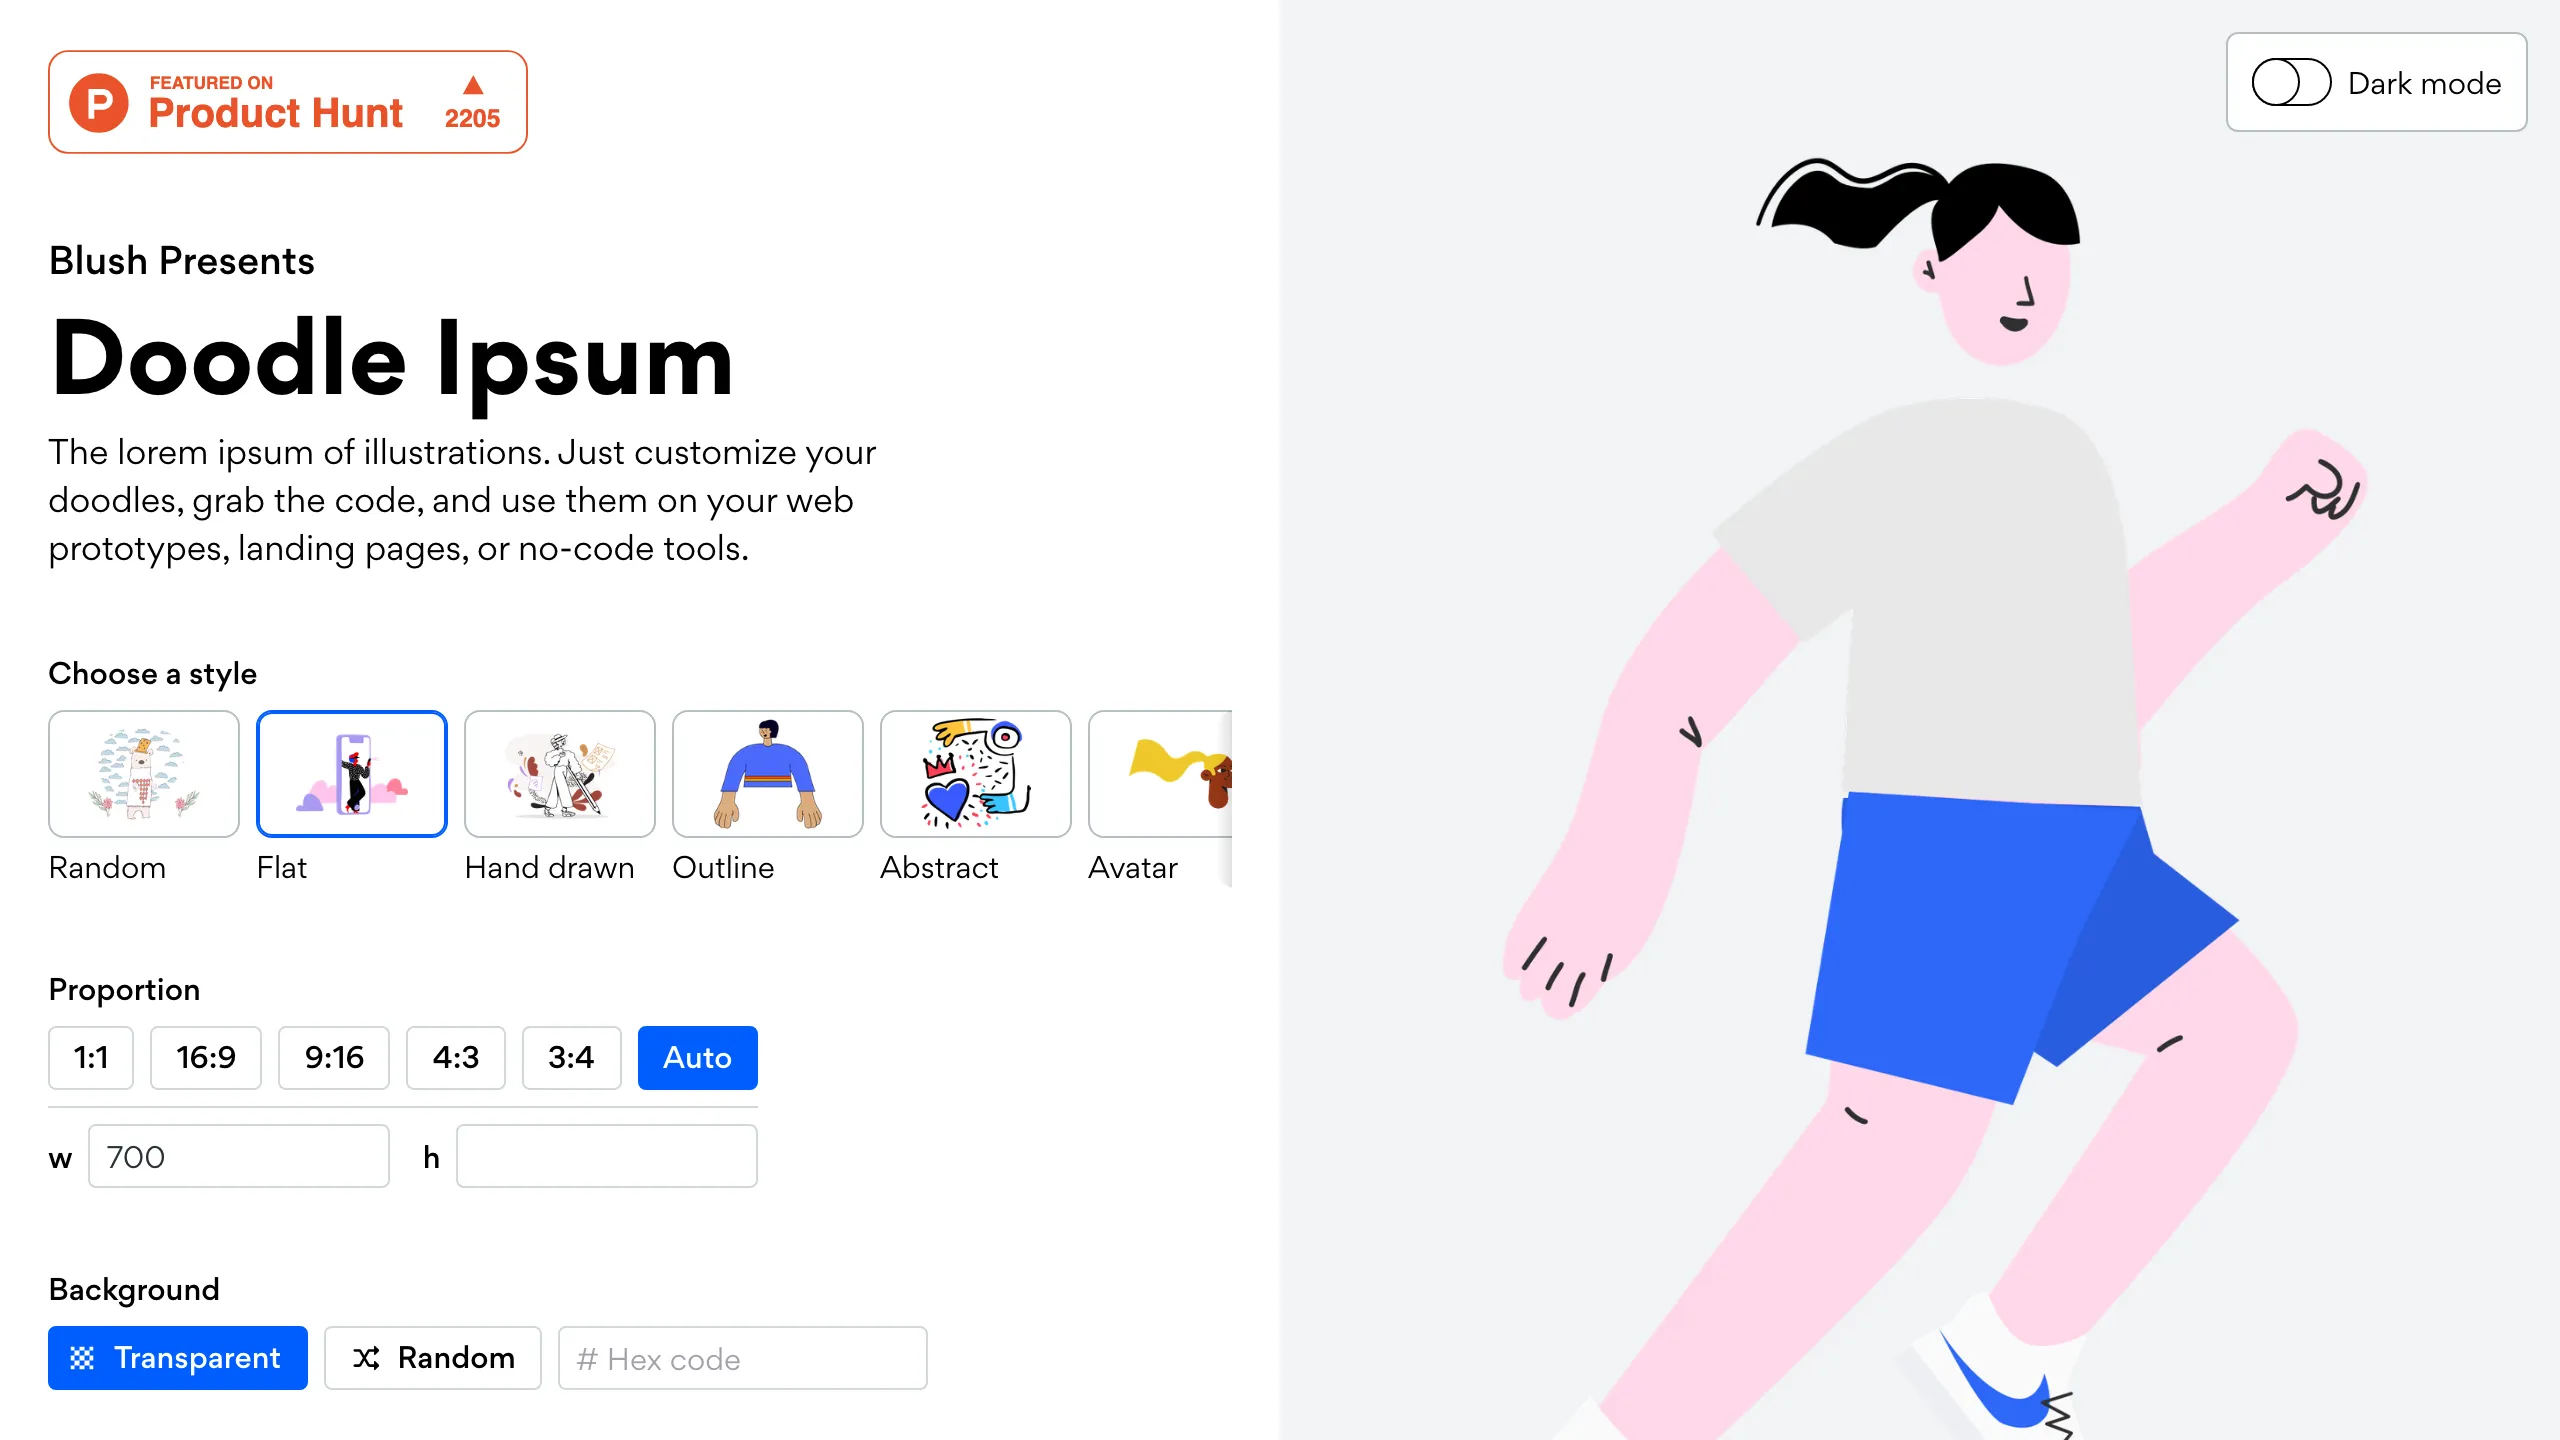 FEATURED ON
Product Hunt
2205
Dark mode
Blush Presents
Doodle Ipsum
The lorem ipsum of illustrations. Just customize your
doodles, grab the code, and use them on your web
prototypes, landing pages, or no-code tools.
Choose a style
Random
Flat
Hand drawn
Outline
Abstract
Avatar
Proportion
1:1
16:9
9:16
4:3
3:4
Auto
w
700
h
Background
Transparent
Random
# Hex code